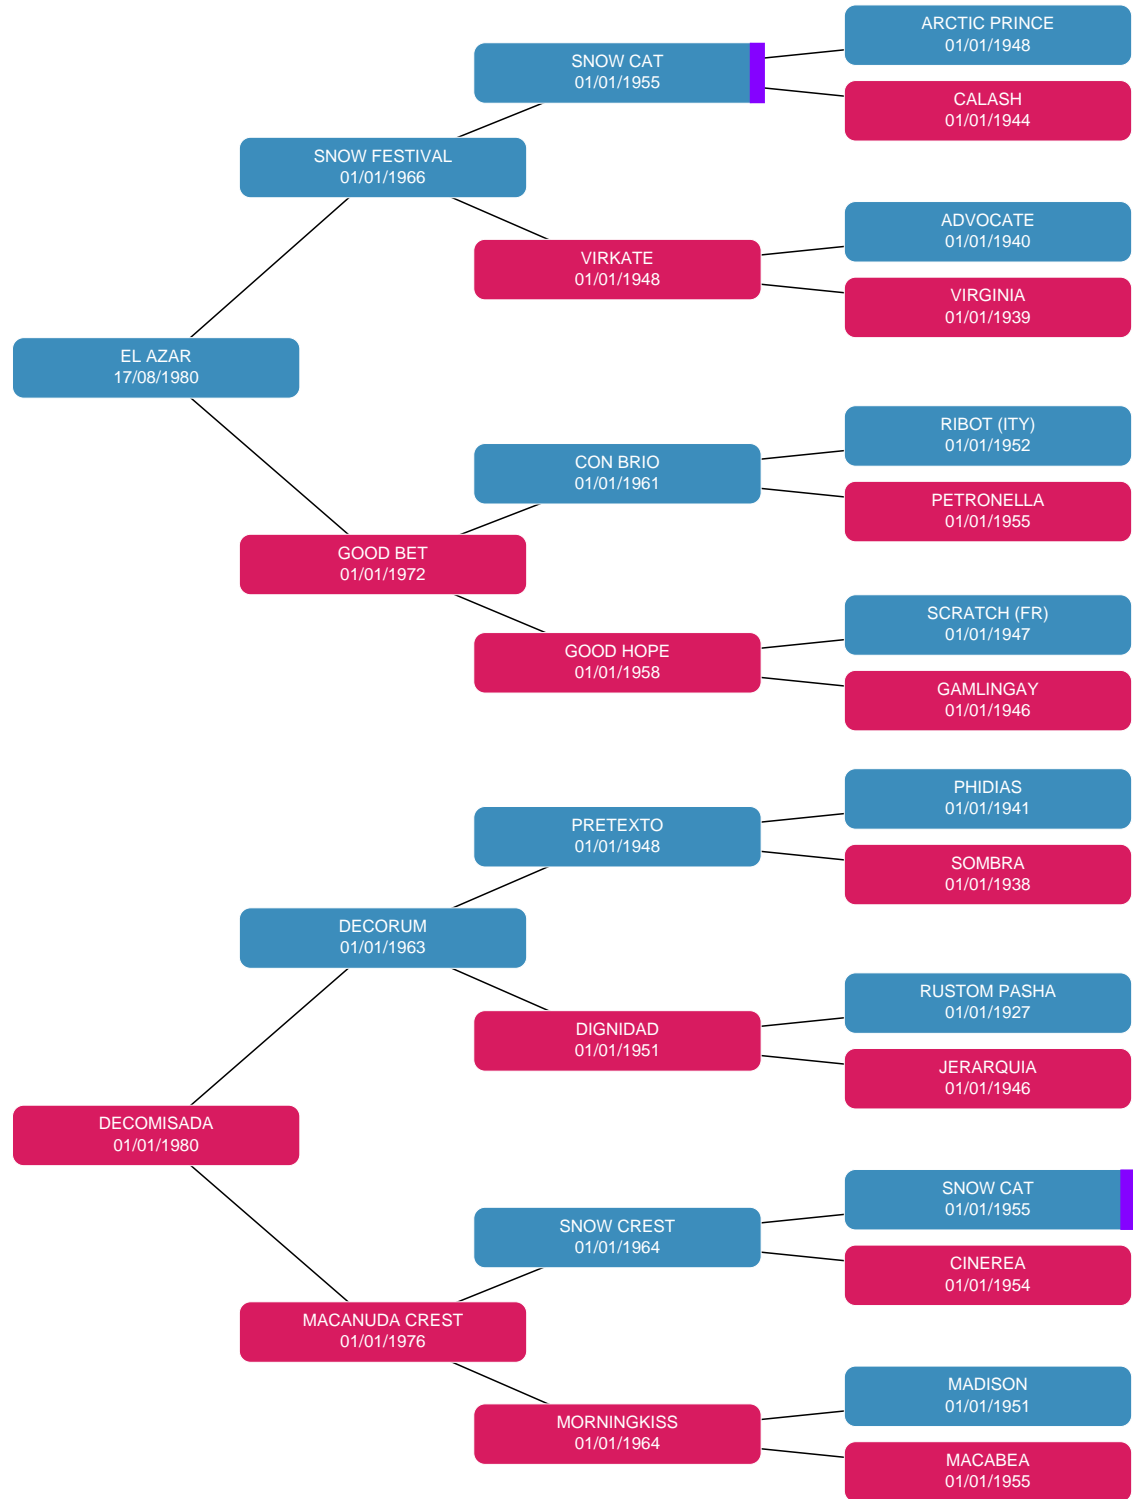 ARCTIC PRINCE
01/01/1948
SNOW CAT
01/01/1955
CALASH
01/01/1944
SNOW FESTIVAL
01/01/1966
ADVOCATE
01/01/1940
VIRKATE
01/01/1948
VIRGINIA
01/01/1939
EL AZAR
17/08/1980
RIBOT (ITY)
01/01/1952
CON BRIO
01/01/1961
PETRONELLA
01/01/1955
GOOD BET
01/01/1972
SCRATCH (FR)
01/01/1947
GOOD HOPE
01/01/1958
GAMLINGAY
01/01/1946
PHIDIAS
01/01/1941
PRETEXTO
01/01/1948
SOMBRA
01/01/1938
DECORUM
01/01/1963
RUSTOM PASHA
01/01/1927
DIGNIDAD
01/01/1951
JERARQUIA
01/01/1946
DECOMISADA
01/01/1980
SNOW CAT
01/01/1955
SNOW CREST
01/01/1964
CINEREA
01/01/1954
MACANUDA CREST
01/01/1976
MADISON
01/01/1951
MORNINGKISS
01/01/1964
MACABEA
01/01/1955